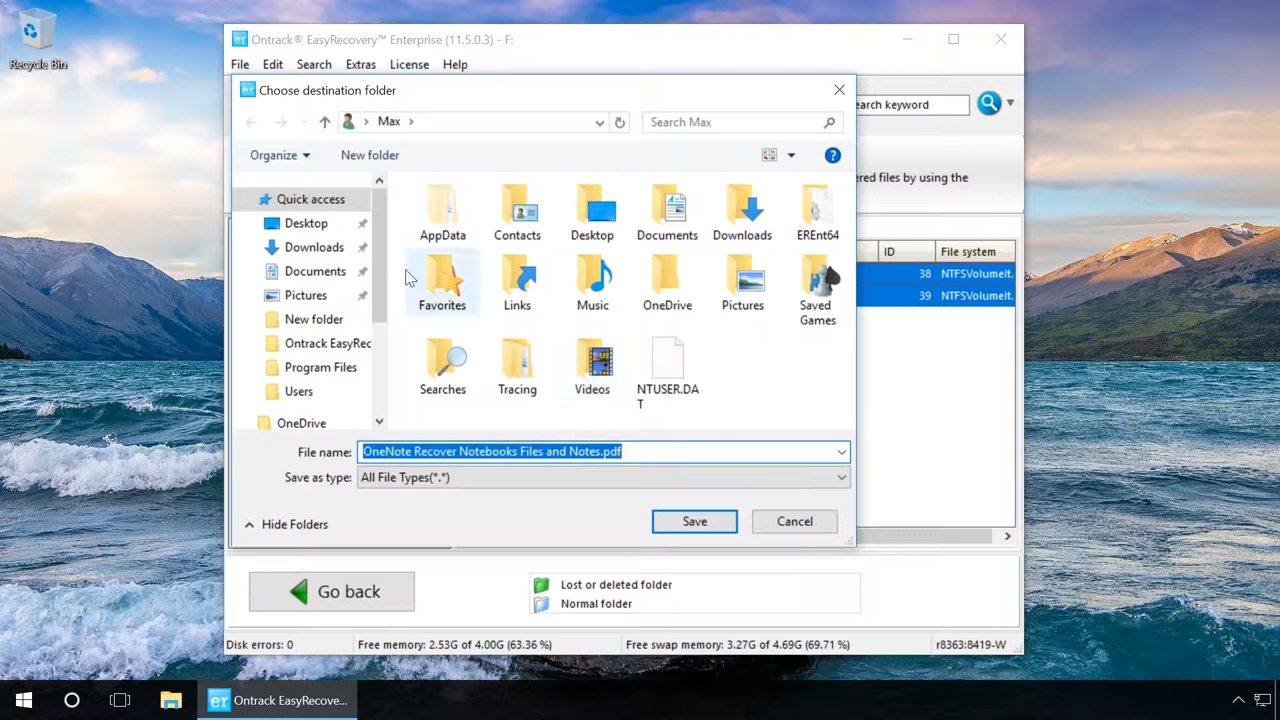 Recycle Bin
Ontrack® EasyRecovery™ Enterprise (11.5.0.3) - F:
File Edit Search Extras License Help
Choose destination folder
Max
Search Max
earch keyword
Organize New folder
ered files by using the
Quick access
Desktop
Downloads
Documents
Pictures
New folder
Ontrack EasyRec
Program Files
Users
OneDrive
AppData Contacts Desktop Documents Downloads EREnt64
Favorites Links Music OneDrive Pictures Saved
Games
Searches Tracing Videos NTUSER.DA
T
ID File system
38 NTFSVolumeIt.
39 NTFSVolumeIt.
File name: OneNote Recover Notebooks Files and Notes.pdf
Save as type: All File Types(*.*)
Hide Folders Save Cancel
Go back
Lost or deleted folder
Normal folder
Disk errors: 0 Free memory: 2.53G of 4.00G (63.36 %) Free swap memory: 3.27G of 4.69G (69.71 %) r8363:8419-W
er Ontrack EasyRecove...